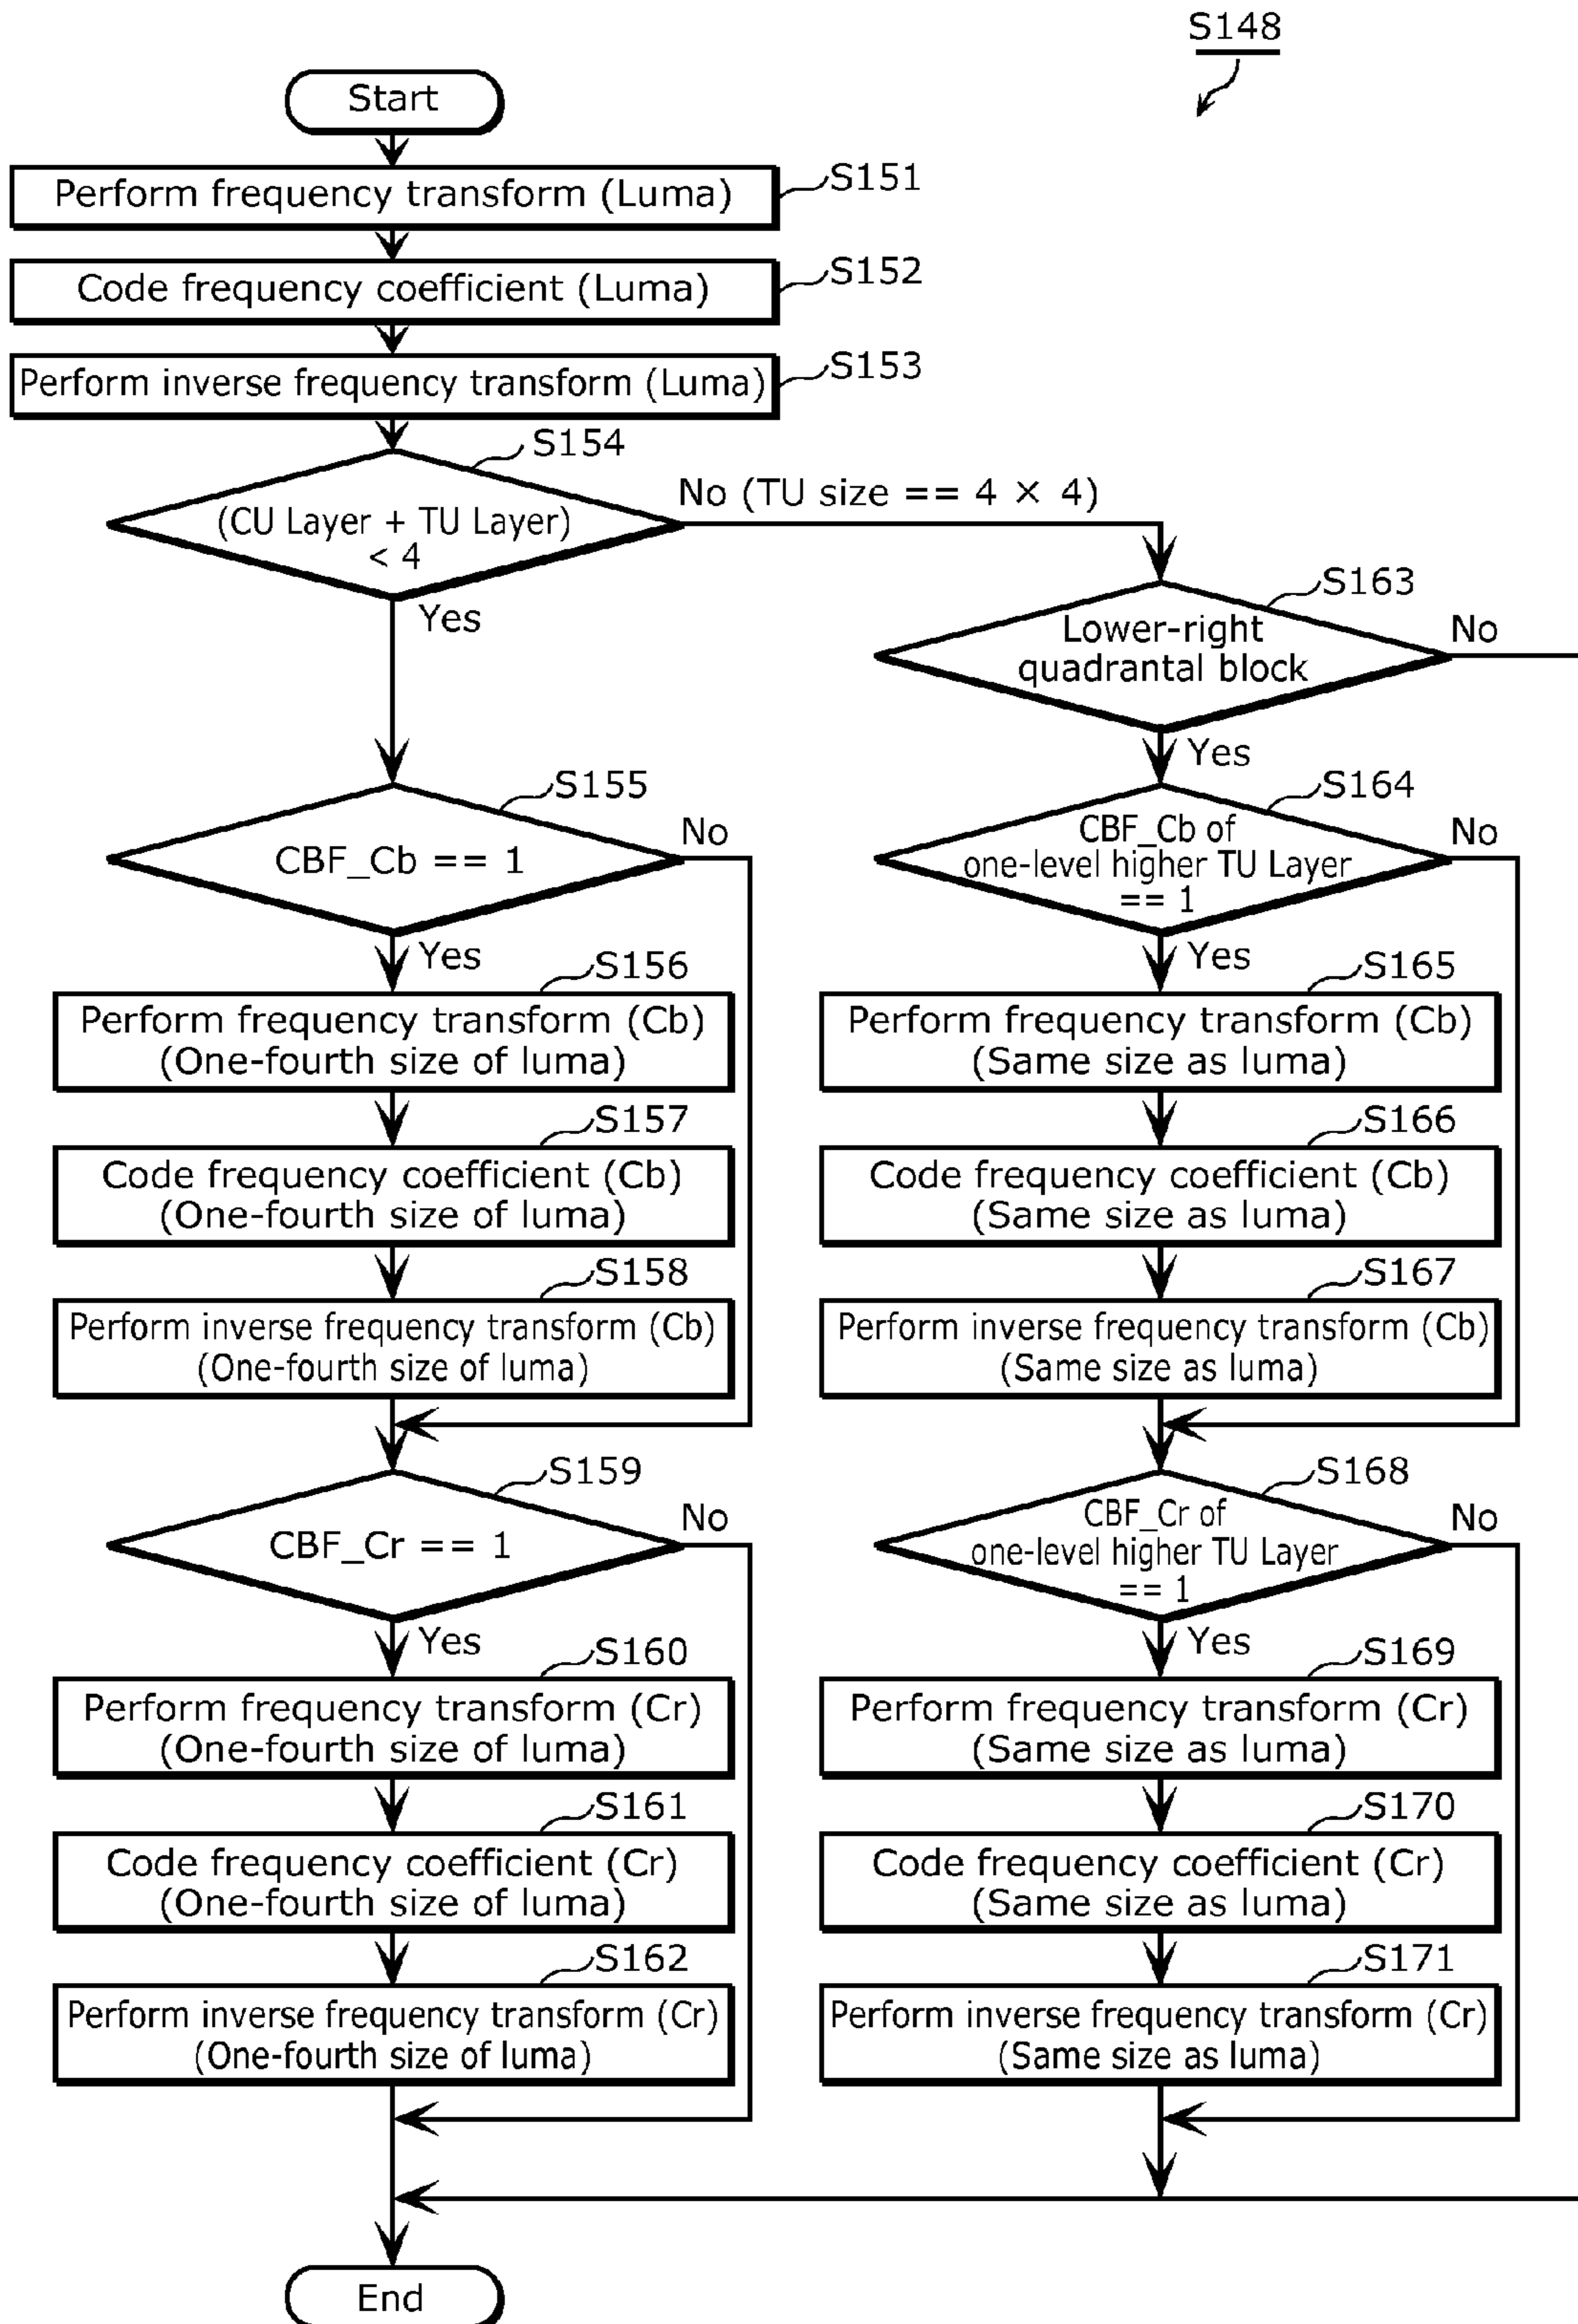 S148
Start
Perform frequency transform (Luma)
S151
Code frequency coefficient (Luma)
S152
Perform inverse frequency transform (Luma)
S153
S154
(CU Layer + TU Layer)
< 4
No (TU size == 4 × 4)
Yes
S163
Lower-right
quadrantal block
No
Yes
S155
CBF_Cb == 1
No
Yes
S164
CBF_Cb of
one-level higher TU Layer
== 1
No
Yes
S156
Perform frequency transform (Cb)
(One-fourth size of luma)
S165
Perform frequency transform (Cb)
(Same size as luma)
S157
Code frequency coefficient (Cb)
(One-fourth size of luma)
S166
Code frequency coefficient (Cb)
(Same size as luma)
S158
Perform inverse frequency transform (Cb)
(One-fourth size of luma)
S167
Perform inverse frequency transform (Cb)
(Same size as luma)
S159
CBF_Cr == 1
No
Yes
S168
CBF_Cr of
one-level higher TU Layer
== 1
No
Yes
S160
Perform frequency transform (Cr)
(One-fourth size of luma)
S169
Perform frequency transform (Cr)
(Same size as luma)
S161
Code frequency coefficient (Cr)
(One-fourth size of luma)
S170
Code frequency coefficient (Cr)
(Same size as luma)
S162
Perform inverse frequency transform (Cr)
(One-fourth size of luma)
S171
Perform inverse frequency transform (Cr)
(Same size as luma)
End